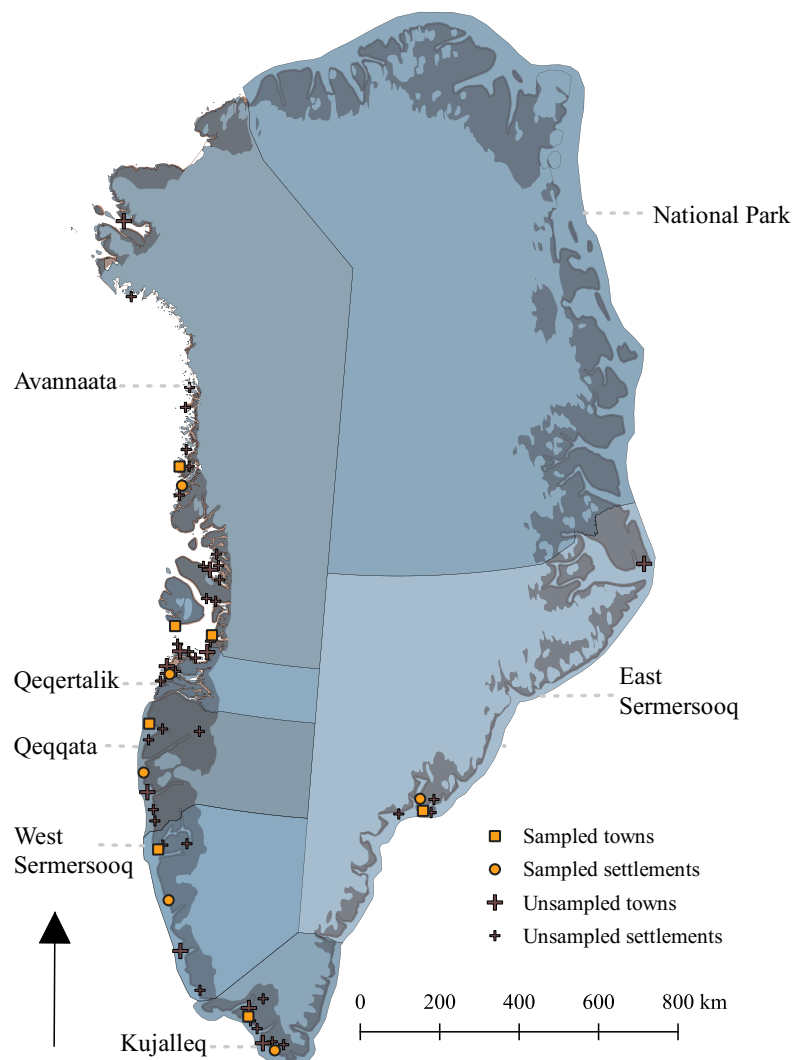 National Park
Avannaata
Qeqertalik
East
Sermersooq
Qeqqata
West
Sermersooq
Sampled towns
Sampled settlements
Unsampled towns
Unsampled settlements
Kujalleq
0 200 400 600 800 km